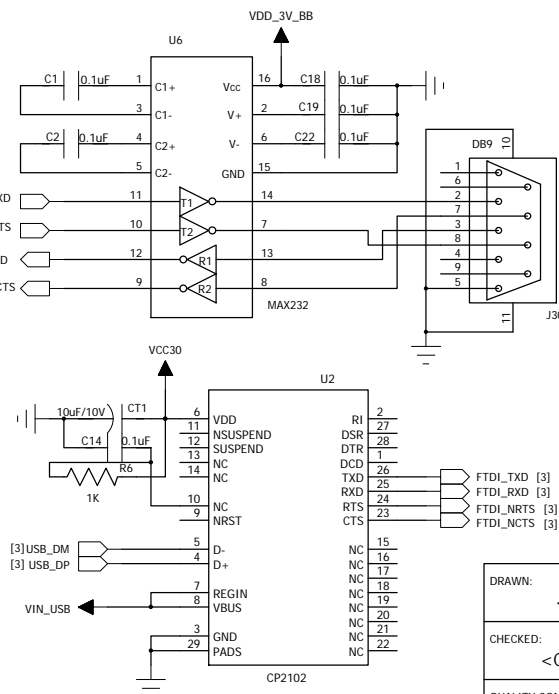 VDD_3V_BB
U6
C1 0.1uF 1 C1+ Vcc 16 C18 0.1uF
3 C1- V+ 2 C19 0.1uF
C2 0.1uF 4 C2+ V- 6 C22 0.1uF
5 C2- GND 15
XD 11 T1 14
TS 10 T2 7
D 12 R1 13
CTS 9 R2 8
MAX232
DB9 10
1
6
2
7
3
8
4
9
5
11
VCC30
U2
10uF/10V CT1 6 VDD RI 2
11 NSUSPEND DSR 27
C14 0.1uF 12 SUSPEND DTR 28
13 NC DCD 1
R6 14 NC TXD 26 FTDI_TXD [3]
1K RXD 25 FTDI_RXD [3]
10 NC RTS 24 FTDI_NRTS [3]
9 NRST CTS 23 FTDI_NCTS [3]
[3]USB_DM 5 D- NC 15
[3] USB_DP 4 D+ NC 16
NC 17
VIN_USB 7 REGIN NC 18
8 VBUS NC 19
NC 20
3 GND NC 21
29 PADS NC 22
CP2102
DRAWN:
CHECKED: